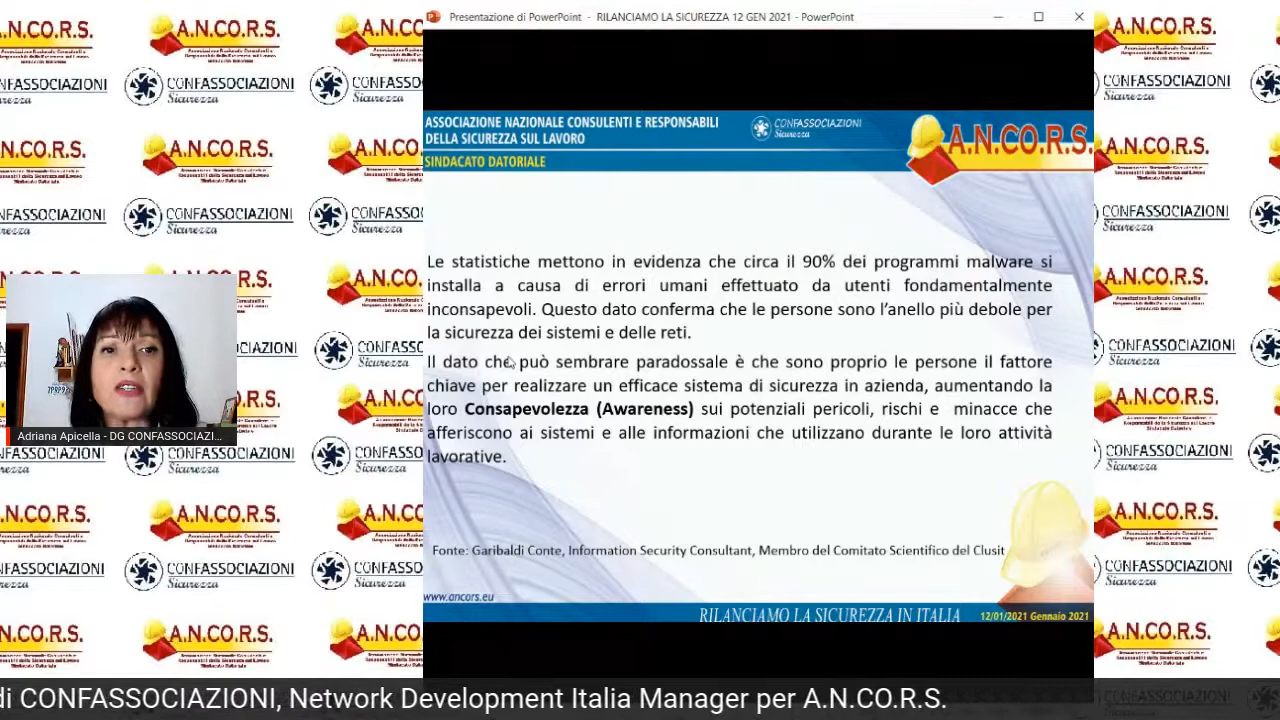 Presentazione di PowerPoint - RILANCIAMO LA SICUREZZA 12 GEN 2021 - PowerPoint
ASSOCIAZIONE NAZIONALE CONSULENTI E RESPONSABILI
DELLA SICUREZZA SUL LAVORO
SINDACATO DATORIALE
CONFASSOCIAZIONI
Sicurezza
A.N.CO.R.S.
Le statistiche mettono in evidenza che circa il 90% dei programmi malware si
installa a causa di errori umani effettuato da utenti fondamentalmente
Questo dato conferma che le persone sono l'anello più debole per
la sicurezza dei sistemi e delle reti.
Il dato che può sembrare paradossale è che sono proprio le persone il fattore
chiave per realizzare un efficace sistema di sicurezza in azienda, aumentando la
loro Consapevolezza (Awareness) sui potenziali pericoli, rischi e minacce che
ai sistemi e alle informazioni che utilizzano durante le loro attività
lavorative.
Garibaldi Conte, Information Security Consultant, Membro del Comitato Scientifico del Clusit
www.ancors.eu
RILANCIAMO LA SICUREZZA IN ITALIA
12/01/2021 Gennaio 2021
Adriana Apicella - DG CONFASSOCIAZI...
di CONFASSOCIAZIONI, Network Development Italia Manager per A.N.CO.R.S.